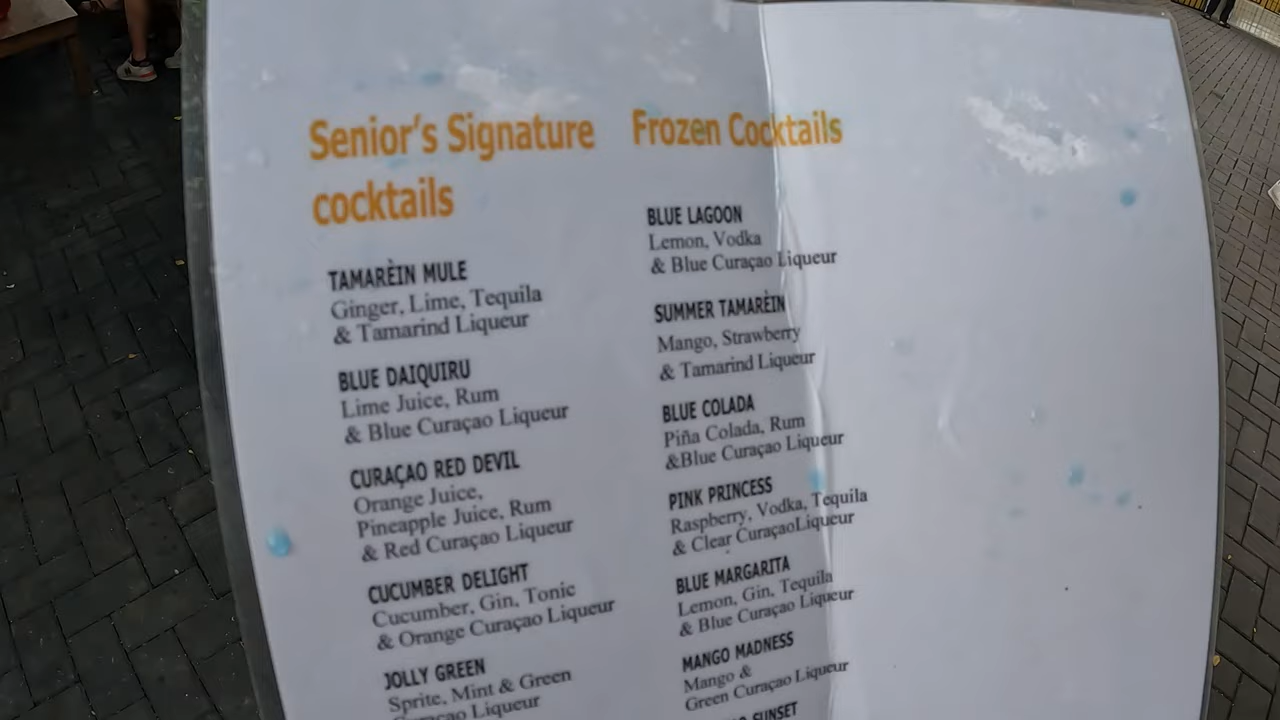 Senior's Signature
cocktails
TAMARÈIN MULE
Ginger, Lime, Tequila
& Tamarind Liqueur
BLUE DAIQUIRU
Lime Juice, Rum
& Blue Curaçao Liqueur
CURAÇAO RED DEVIL
Orange Juice,
Pineapple Juice, Rum
& Red Curaçao Liqueur
CUCUMBER DELIGHT
Cucumber, Gin, Tonic
& Orange Curaçao Liqueur
JOLLY GREEN
Sprite, Mint & Green
Curaçao Liqueur
Frozen Cocktails
BLUE LAGOON
Lemon, Vodka
& Blue Curaçao Liqueur
SUMMER TAMARÈIN
Mango, Strawberry
& Tamarind Liqueur
BLUE COLADA
Piña Colada, Rum
&Blue Curaçao Liqueur
PINK PRINCESS
Raspberry, Vodka, Tequila
& Clear CuraçaoLiqueur
BLUE MARGARITA
Lemon, Gin, Tequila
& Blue Curaçao Liqueur
MANGO MADNESS
Mango &
Green Curaçao Liqueur
SUNSET